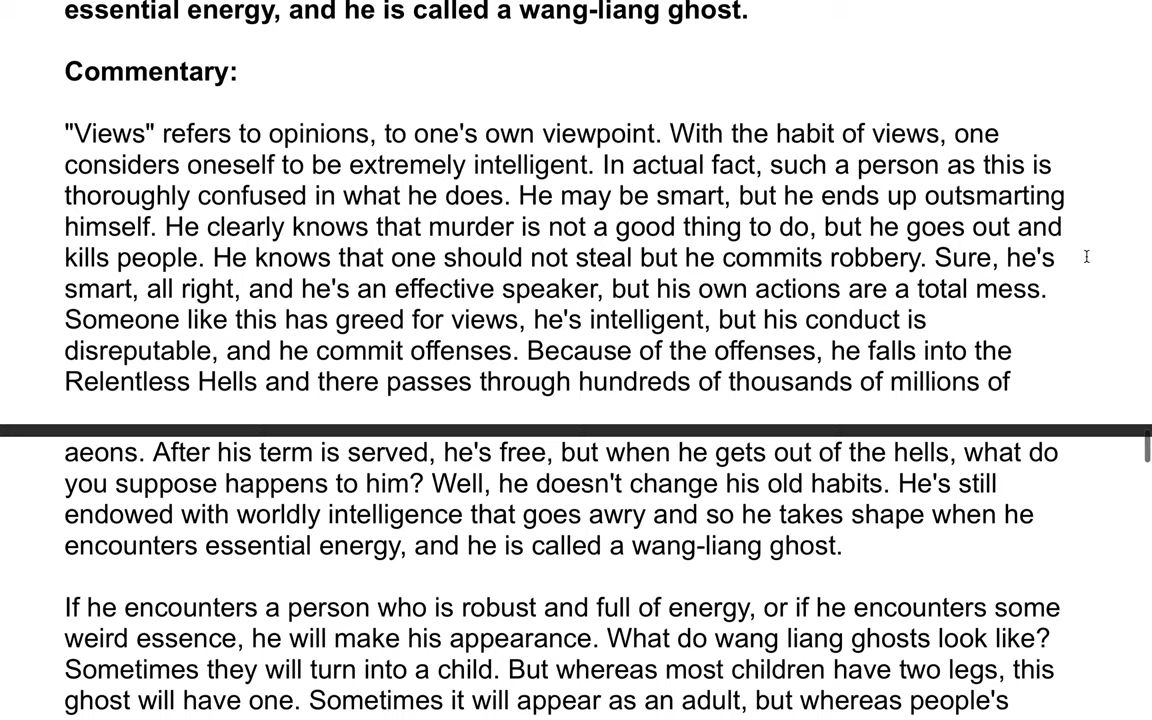 essential energy, and he is called a wang-liang ghost.
Commentary:
"Views" refers to opinions, to one's own viewpoint. With the habit of views, one
considers oneself to be extremely intelligent. In actual fact, such a person as this is
thoroughly confused in what he does. He may be smart, but he ends up outsmarting
himself. He clearly knows that murder is not a good thing to do, but he goes out and
kills people. He knows that one should not steal but he commits robbery. Sure, he's
smart, all right, and he's an effective speaker, but his own actions are a total mess.
Someone like this has greed for views, he's intelligent, but his conduct is
disreputable, and he commit offenses. Because of the offenses, he falls into the
Relentless Hells and there passes through hundreds of thousands of millions of
aeons. After his term is served, he's free, but when he gets out of the hells, what do
you suppose happens to him? Well, he doesn't change his old habits. He's still
endowed with worldly intelligence that goes awry and so he takes shape when he
encounters essential energy, and he is called a wang-liang ghost.
If he encounters a person who is robust and full of energy, or if he encounters some
weird essence, he will make his appearance. What do wang liang ghosts look like?
Sometimes they will turn into a child. But whereas most children have two legs, this
ghost will have one. Sometimes it will appear as an adult, but whereas people's